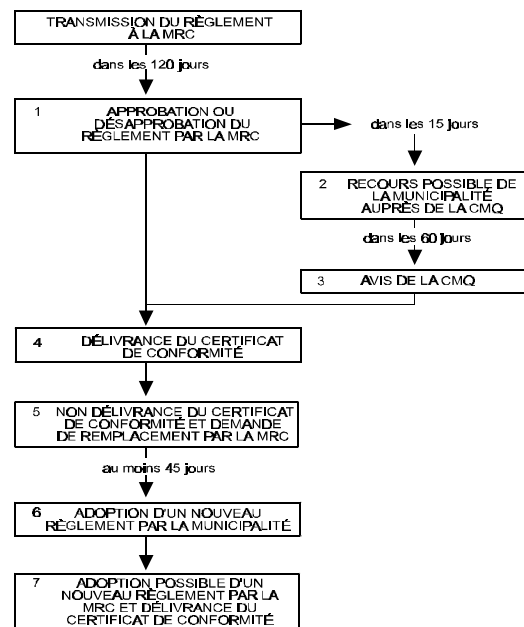 TRANSMISSION DU RÈGLEMENT
À LA MRC
dans les 120 jours
1 APPROBATION OU
DÉSAPPROBATION DU
RÈGLEMENT PAR LA MRC
dans les 15 jours
2 RECOURS POSSIBLE DE
LA MUNICIPALITÉ
AUPRÈS DE LA CMQ
dans les 60 jours
3 AVIS DE LA CMQ
4 DÉLIVRANCE DU CERTIFICAT
DE CONFORMITÉ
5 NON DÉLIVRANCE DU CERTIFICAT
DE CONFORMITÉ ET DEMANDE
DE REMPLACEMENT PAR LA MRC
au moins 45 jours
6 ADOPTION D'UN NOUVEAU
RÈGLEMENT PAR LA MUNICIPALITÉ
7 ADOPTION POSSIBLE D'UN
NOUVEAU RÈGLEMENT PAR LA
MRC ET DÉLIVRANCE DU
CERTIFICAT DE CONFORMITÉ